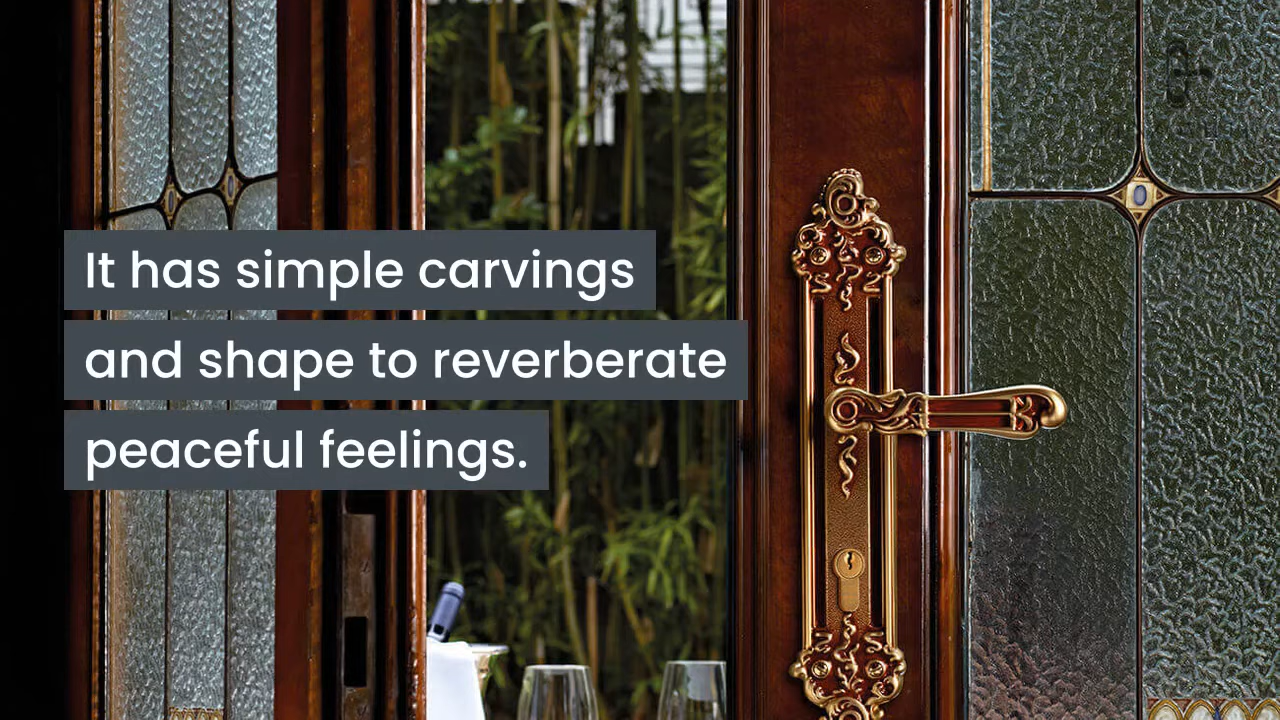 It has simple carvings
and shape to reverberate
peaceful feelings.